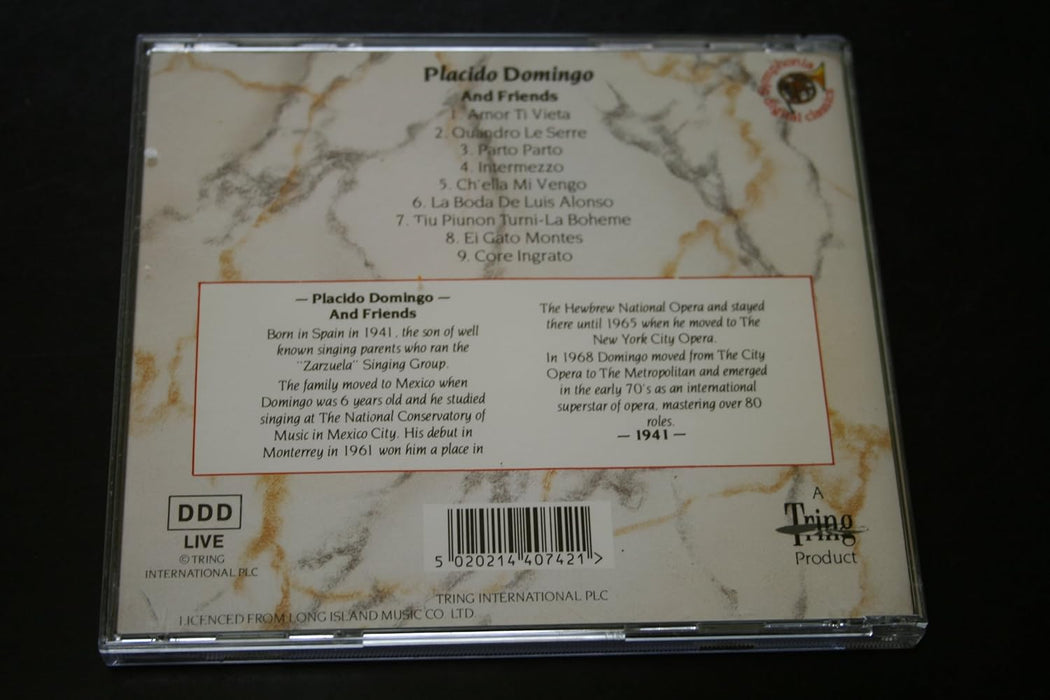 Placido Domingo
And Friends
1. Amor Ti Vieta
2. Quandro Le Serre
3. Parto Parto
4. Intermezzo
5. Ch'ella Mi Vengo
6. La Boda De Luis Alonso
7. Tiu Piunon Turni-La Boheme
8. El Gato Montes
9. Core Ingrato
symphonia
digital classics
— Placido Domingo —
And Friends
Born in Spain in 1941, the son of well
known singing parents who ran the
"Zarzuela" Singing Group.
The family moved to Mexico when
Domingo was 6 years old and he studied
singing at The National Conservatory of
Music in Mexico City. His debut in
Monterrey in 1961 won him a place in
The Hewbrew National Opera and stayed
there until 1965 when he moved to The
New York City Opera.
In 1968 Domingo moved from The City
Opera to The Metropolitan and emerged
in the early 70's as an international
superstar of opera, mastering over 80
roles.
— 1941 —
DDD
LIVE
© TRING
INTERNATIONAL PLC
5 020214 407421 >
A
Tring
Product
TRING INTERNATIONAL PLC
LICENCED FROM LONG ISLAND MUSIC CO. LTD.